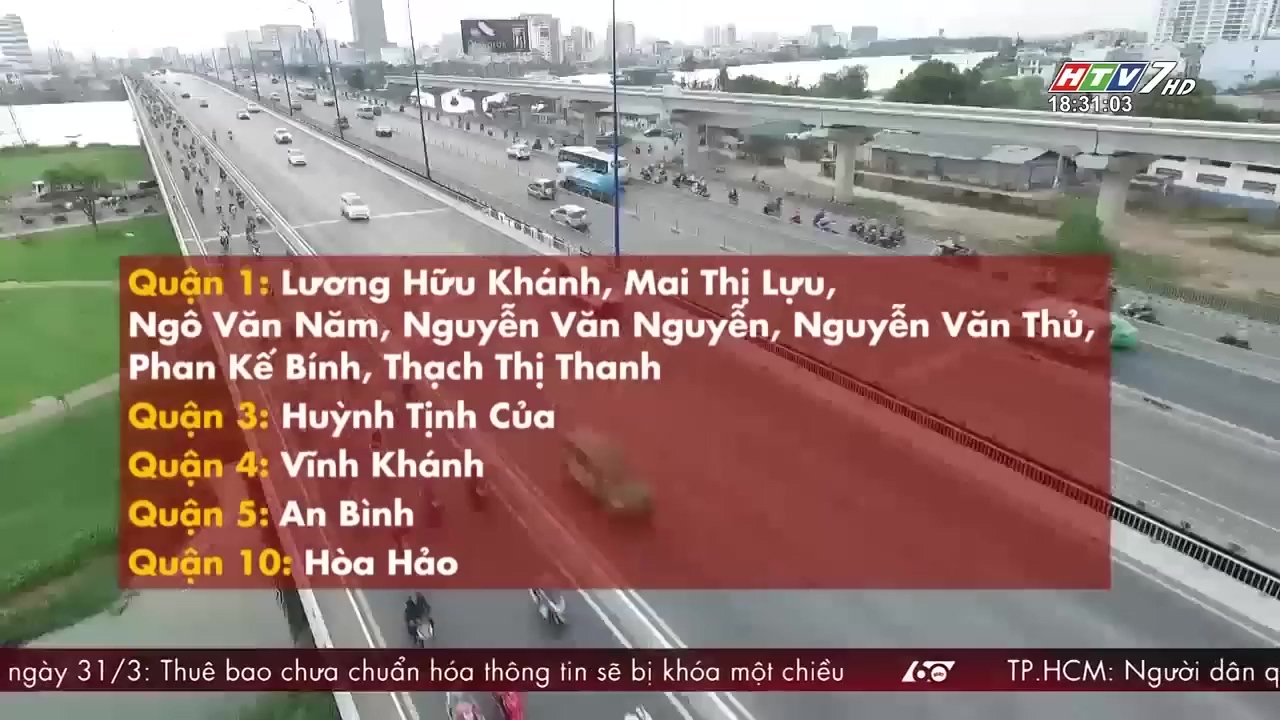 HTV7 HD
18:31:03
Quận 1: Lương Hữu Khánh, Mai Thị Lựu,
Ngô Văn Năm, Nguyễn Văn Nguyễn, Nguyễn Văn Thủ,
Phan Kế Bính, Thạch Thị Thanh
Quận 3: Huỳnh Tịnh Của
Quận 4: Vĩnh Khánh
Quận 5: An Bình
Quận 10: Hòa Hảo
ngày 31/3: Thuê bao chưa chuẩn hóa thông tin sẽ bị khóa một chiều 60 giây TP.HCM: Người dân q